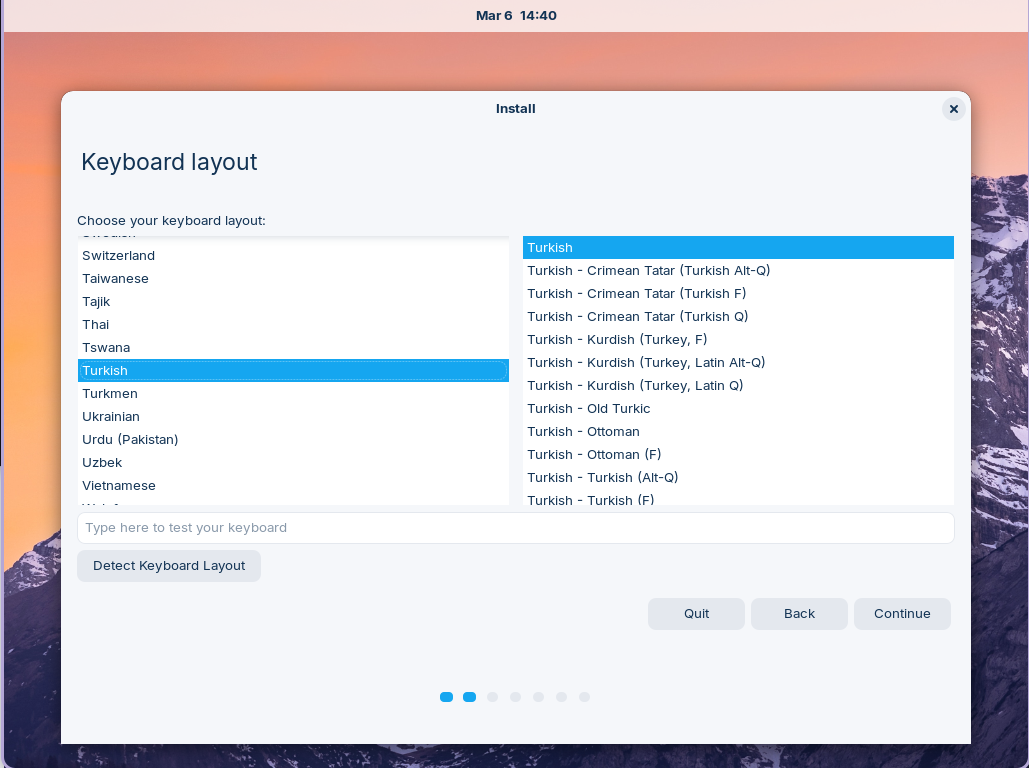 Mar 6 14:40
Install
Keyboard layout
Choose your keyboard layout:
Swedish
Switzerland
Taiwanese
Tajik
Thai
Tswana
Turkish
Turkmen
Ukrainian
Urdu (Pakistan)
Uzbek
Vietnamese
Turkish
Turkish - Crimean Tatar (Turkish Alt-Q)
Turkish - Crimean Tatar (Turkish F)
Turkish - Crimean Tatar (Turkish Q)
Turkish - Kurdish (Turkey, F)
Turkish - Kurdish (Turkey, Latin Alt-Q)
Turkish - Kurdish (Turkey, Latin Q)
Turkish - Old Turkic
Turkish - Ottoman
Turkish - Ottoman (F)
Turkish - Turkish (Alt-Q)
Turkish - Turkish (F)
Type here to test your keyboard
Detect Keyboard Layout
Quit
Back
Continue